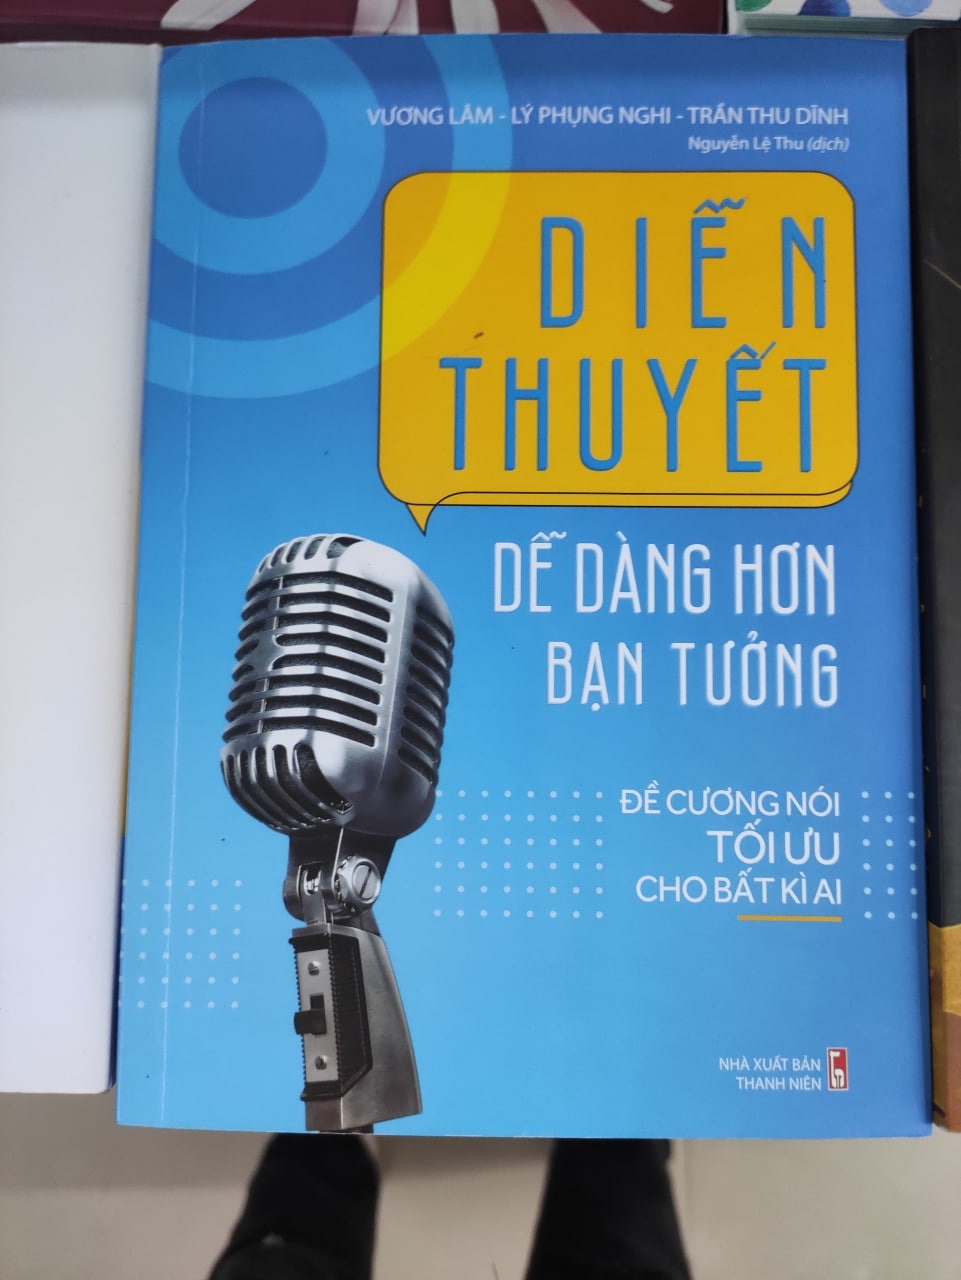 VƯƠNG LÂM - LÝ PHỤNG NGHI - TRẦN THU DĨNH
Nguyễn Lệ Thu (dịch)
DIỄN
THUYẾT
DỄ DÀNG HƠN
BẠN TƯỞNG
ĐỀ CƯƠNG NÓI
TỐI ƯU
CHO BẤT KÌ AI
NHÀ XUẤT BẢN
THANH NIÊN